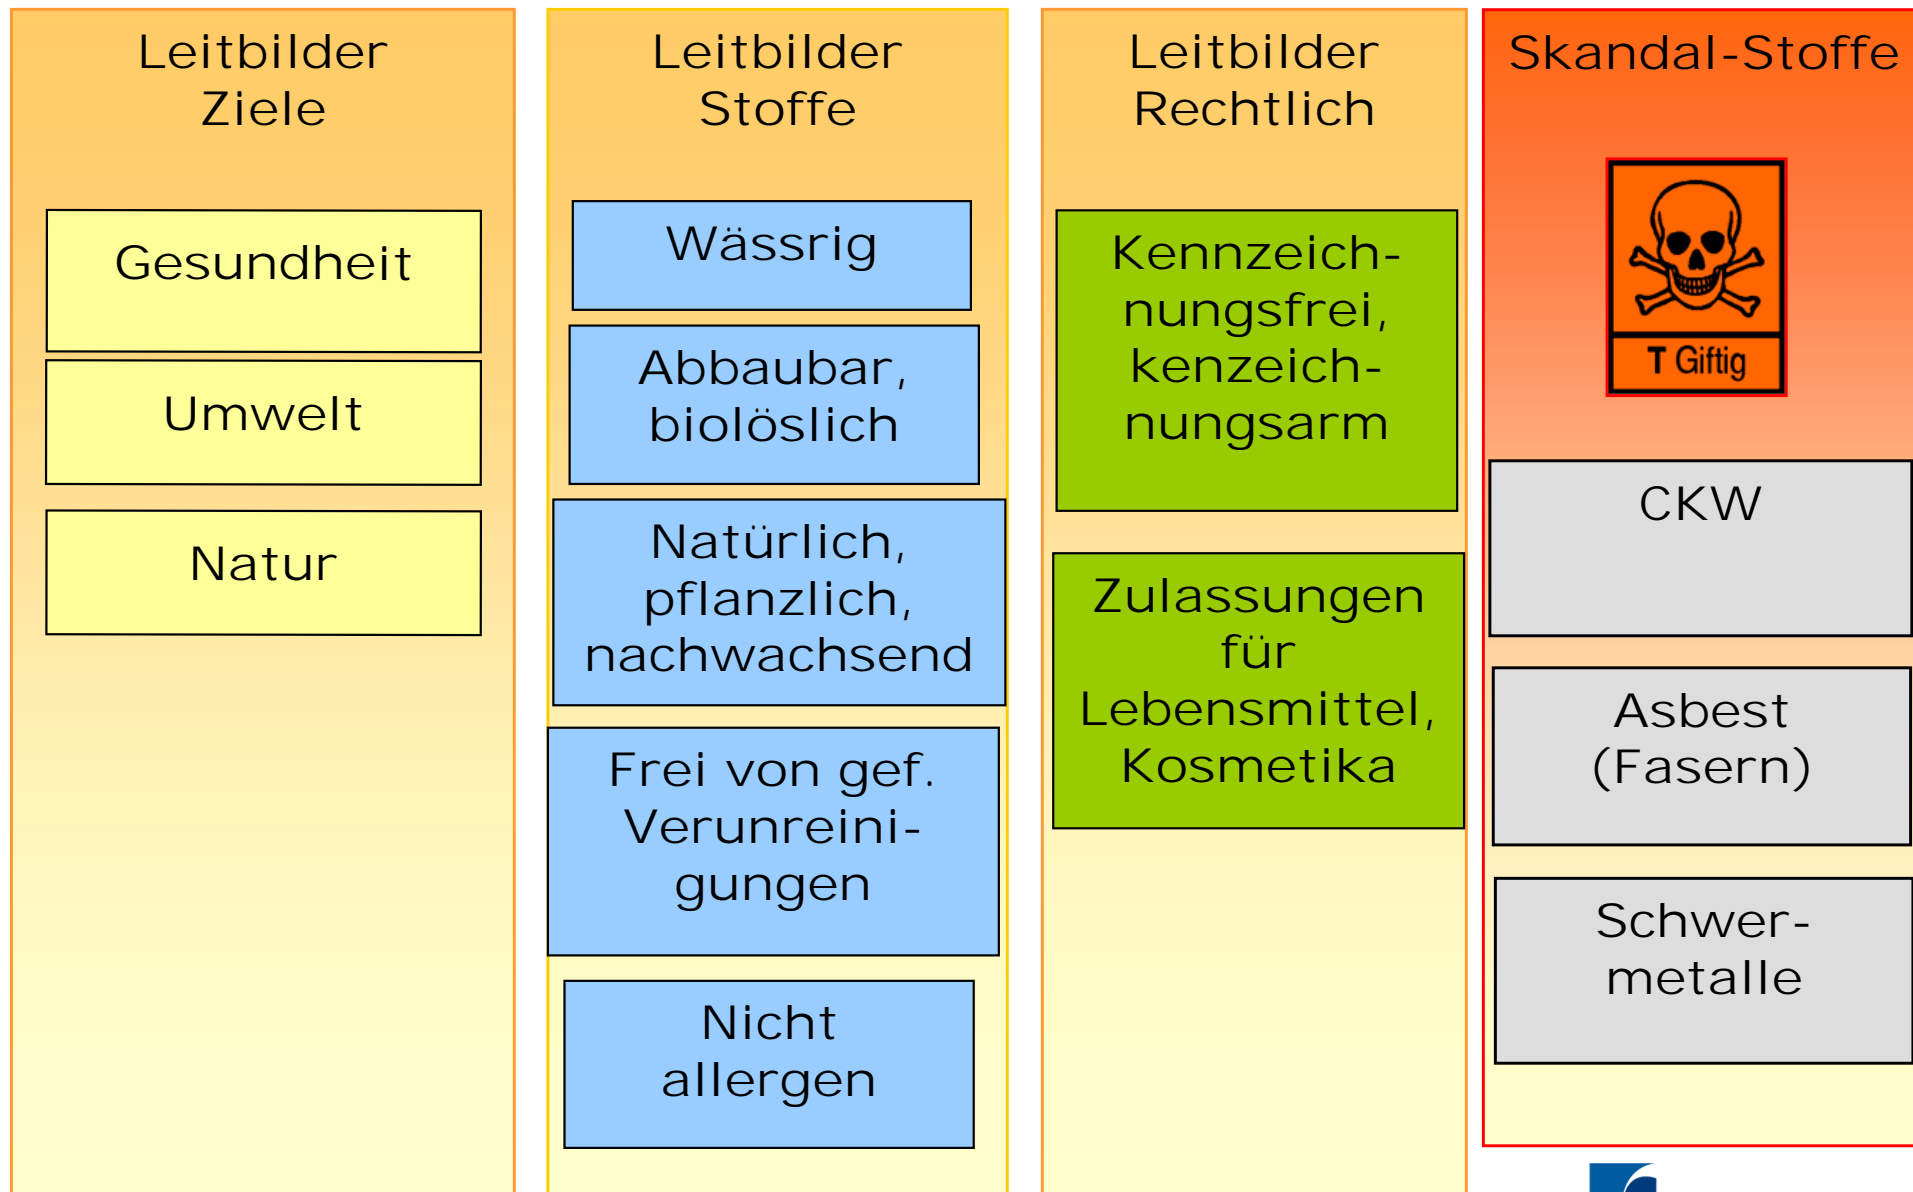 Leitbilder
Ziele
Gesundheit
Umwelt
Natur
Leitbilder
Stoffe
Wässrig
Abbaubar,
biolöslich
Natürlich,
pflanzlich,
nachwachsend
Frei von gef.
Verunreini-
gungen
Nicht
allergen
Leitbilder
Rechtlich
Kennzeich-
nungsfrei,
kenzeich-
nungsarm
Zulassungen
für
Lebensmittel,
Kosmetika
Skandal-Stoffe
T Giftig
CKW
Asbest
(Fasern)
Schwer-
metalle